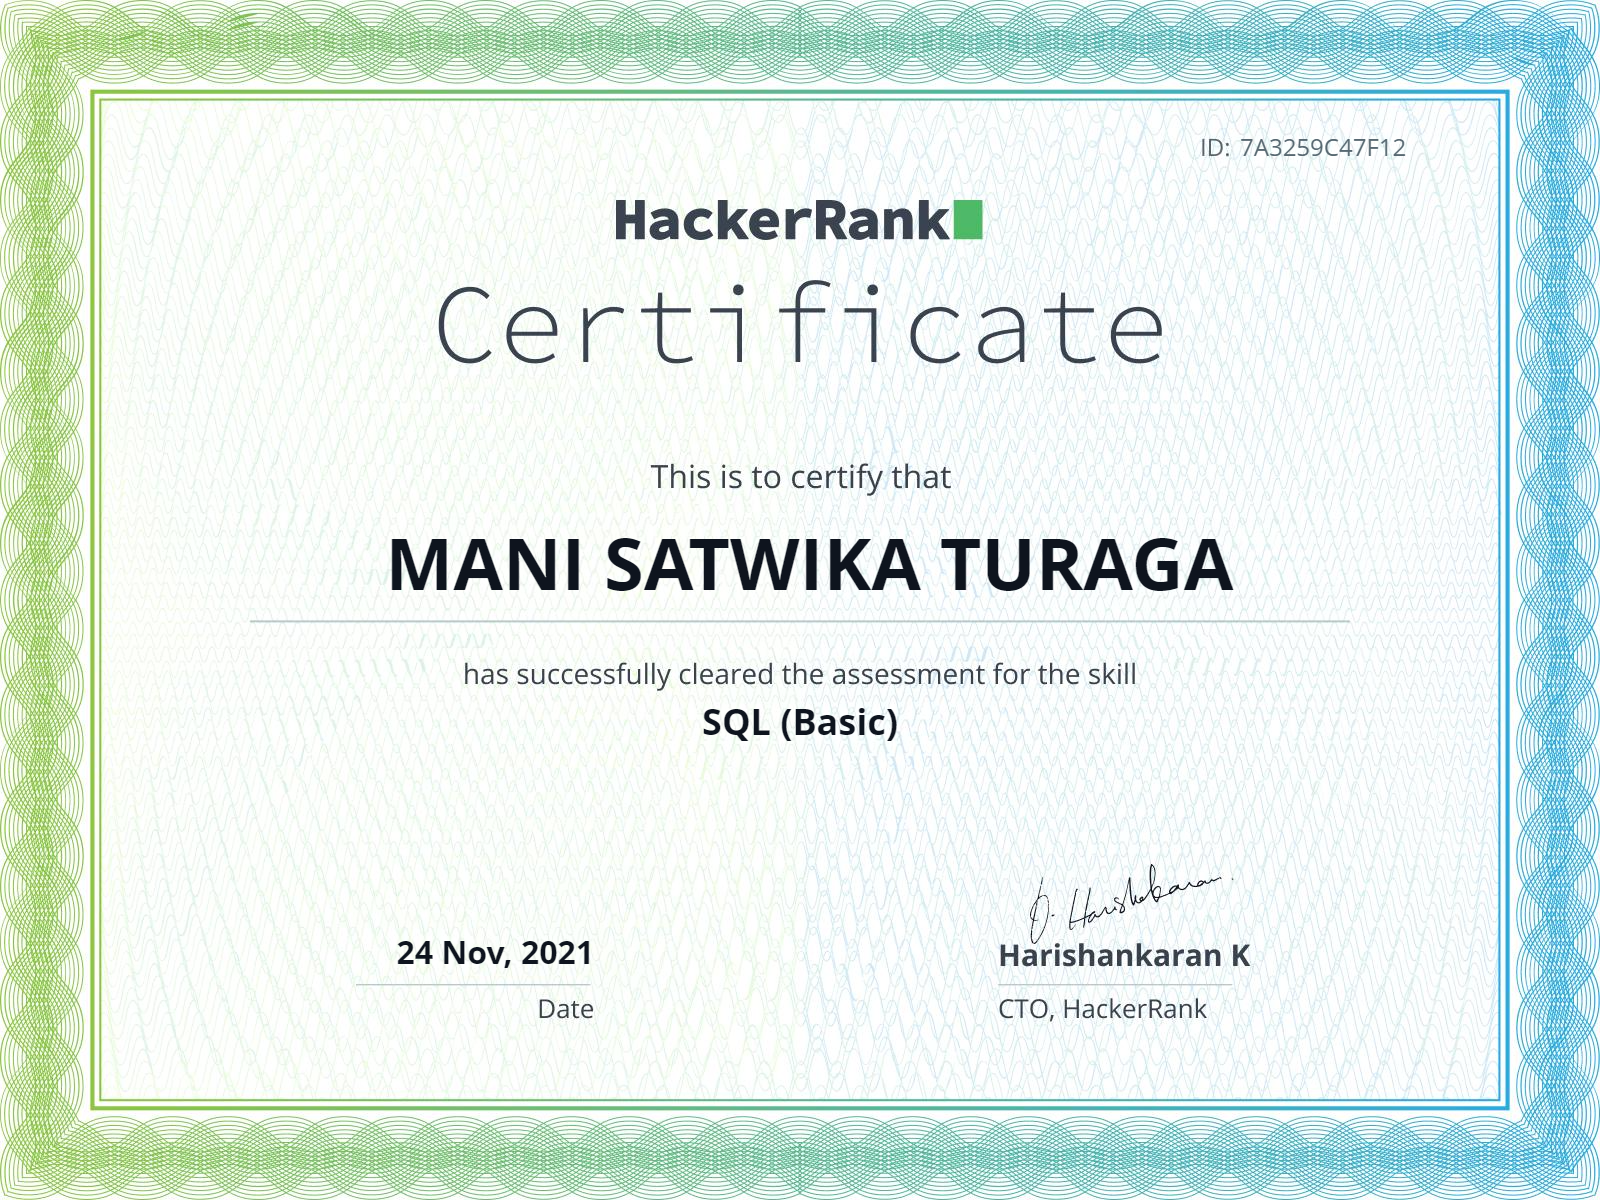 ID: 7A3259C47F12
HackerRank
Certificate
This is to certify that
MANI SATWIKA TURAGA
has successfully cleared the assessment for the skill
SQL (Basic)
24 Nov, 2021
Date
Harishankaran K
CTO, HackerRank